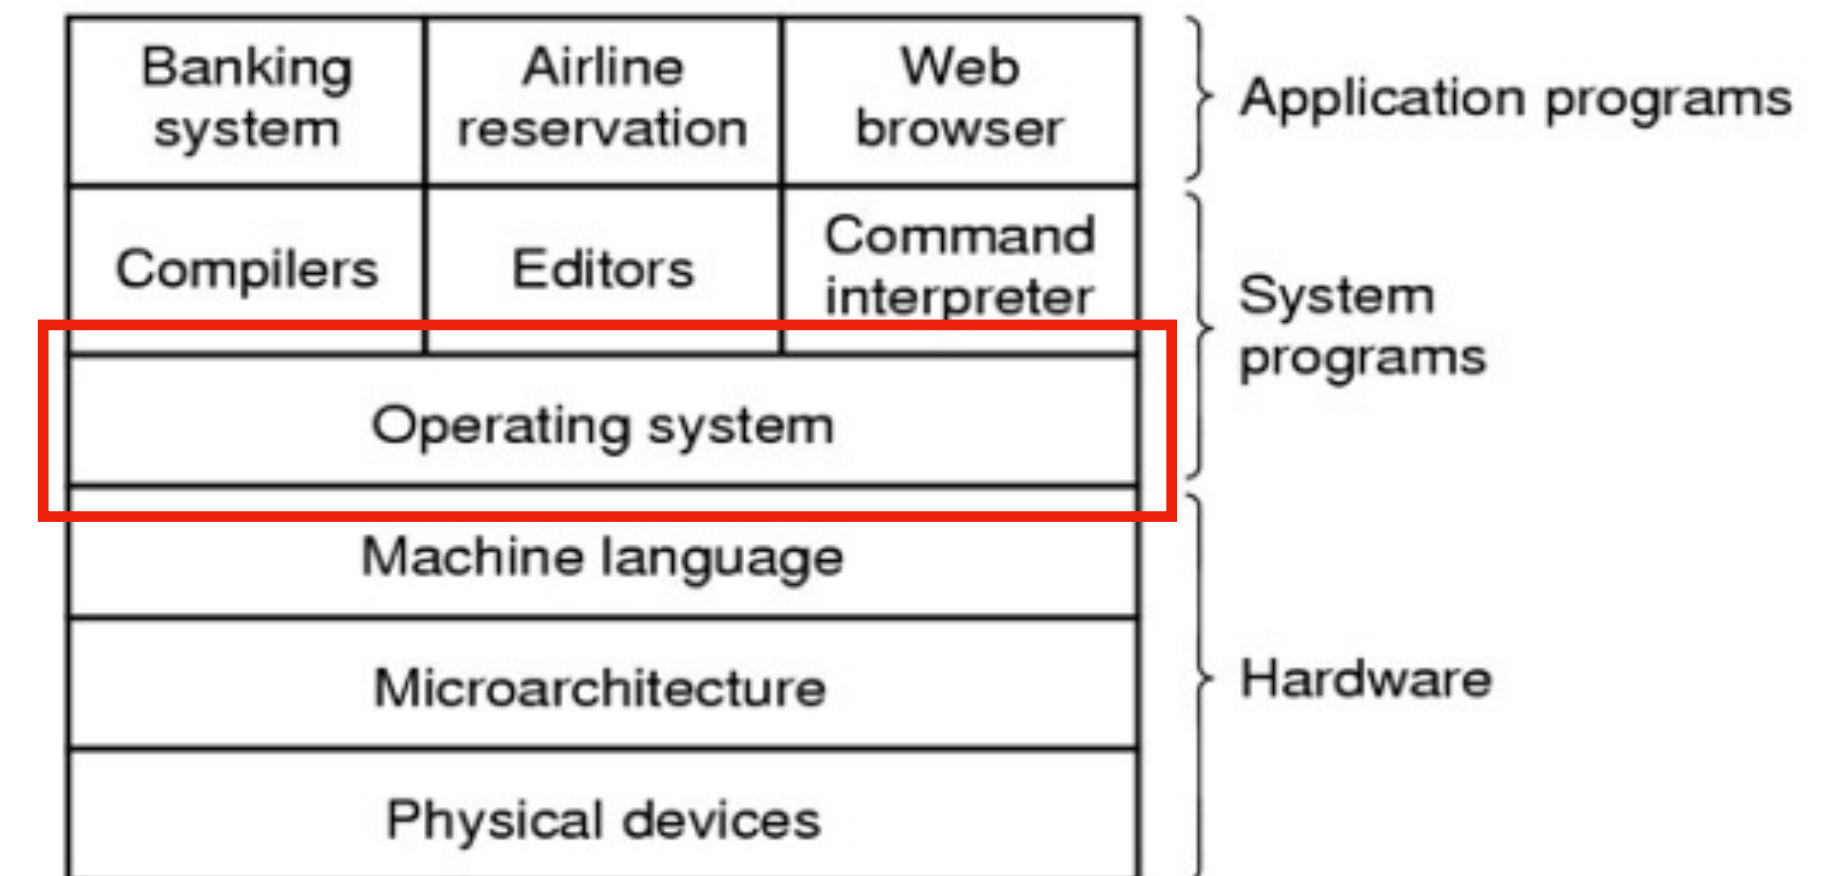 Banking
system
Airline
reservation
Web
browser
Application programs
Compilers
Editors
Command
interpreter
System
programs
Operating system
Machine language
Microarchitecture
Hardware
Physical devices